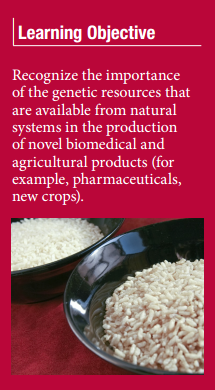 Learning Objective
Recognize the importance
of the genetic resources that
are available from natural
systems in the production
of novel biomedical and
agricultural products (for
example, pharmaceuticals,
new crops).